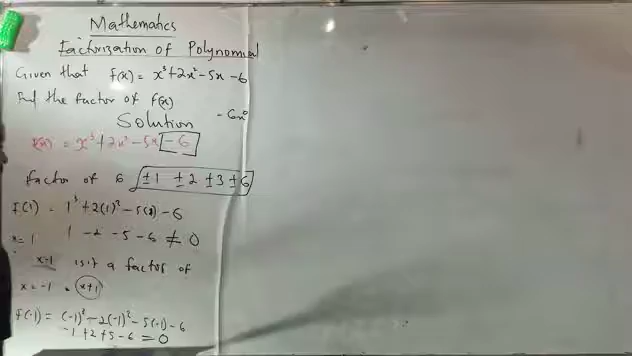 Mathematics
Factrization of Polynomial
Given that f(x) = x³+2x²-5x-6
Find the factor of f(x)
Solution -6x⁰
f(x) = x³+2x²-5x-6
factor of 6 ±1 ±2 ±3 ±6
f(1) = 1³+2(1)²-5(1)-6
x=1 1-2-5-6≠0
x-1 isn't a factor of
x=-1 = x+1
f(-1) = (-1)³-2(-1)²-5(-1)-6
-1+2+5-6=0